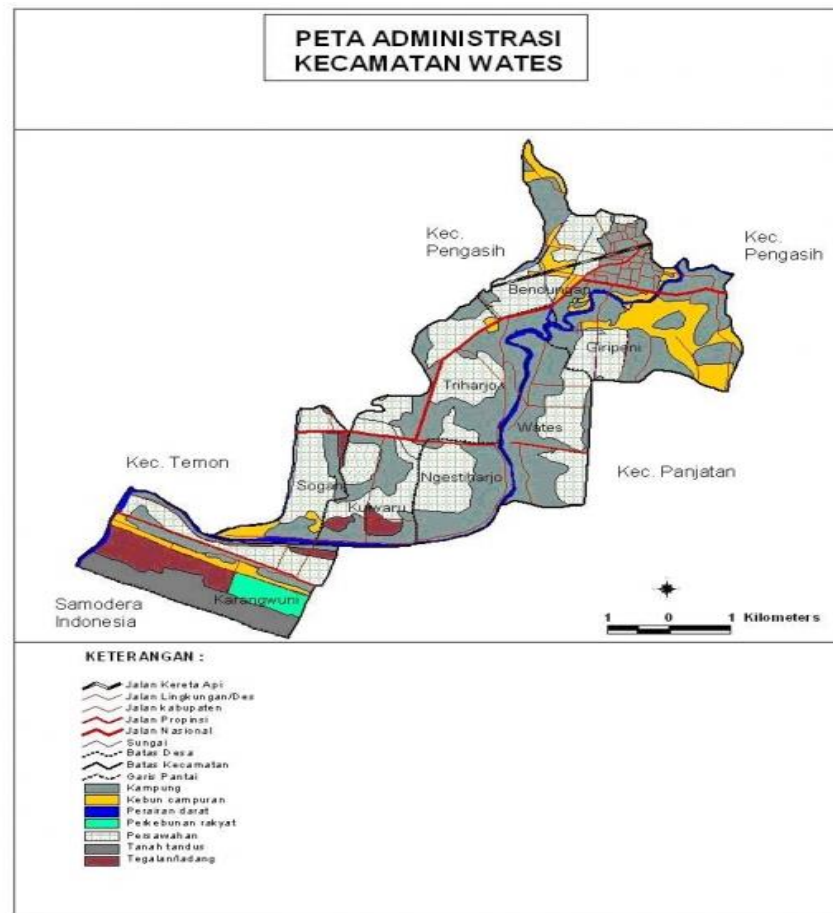 PETA ADMINISTRASI
KECAMATAN WATES
Kec.
Pengasih
Kec.
Pengasih
Bendungan
Giripeni
Triharjo
Wates
Kec. Temon
Kec. Panjatan
Sogan
Ngestiharjo
Kulwaru
Karangwuni
Samodera
Indonesia
1 0 1 Kilometers
KETERANGAN :
Jalan Kereta Api
Jalan Lingkungan/Des
Jalan kabupaten
Jalan Propinsi
Jalan Nasional
Sungai
Batas Desa
Batas Kecamatan
Garis Pantai
Kampung
Kebun campuran
Perairan darat
Perkebunan rakyat
Persawahan
Tanah tandus
Tegalan/ladang